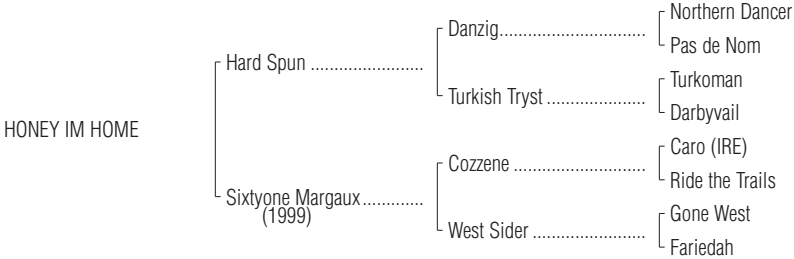 Northern Dancer
Danzig..............................
Pas de Nom
Hard Spun .......................
Turkoman
Turkish Tryst ....................
Darbyvail
HONEY IM HOME
Caro (IRE)
Cozzene ...........................
Ride the Trails
Sixtyone Margaux.............
(1999)
Gone West
West Sider .......................
Fariedah